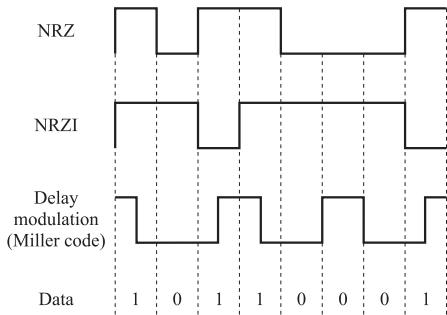 NRZ
NRZI
Delay
modulation
(Miller code)
Data 1 0 1 1 0 0 0 1